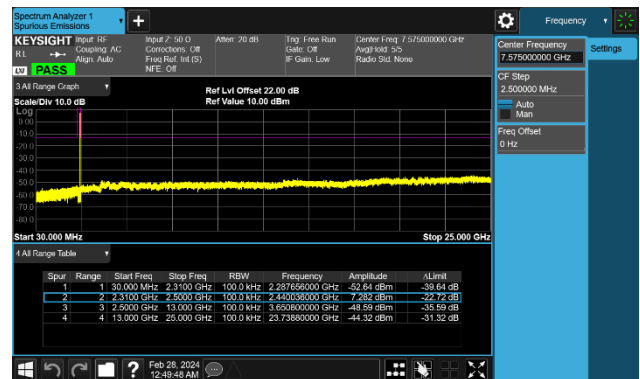 Spectrum Analyzer 1
Spurious Emissions
Frequency
KEYSIGHT Input: RF
R L
Coupling: AC
Align: Auto
LXI PASS
Input Z: 50 Ω
Corrections: Off
Freq Ref: Int (S)
NFE: Off
Atten: 20 dB
Trig: Free Run
Gate: Off
IF Gain: Low
Center Freq: 7.575000000 GHz
Avg|Hold: 5/5
Radio Std: None
Center Frequency
7.575000000 GHz
Settings
CF Step
2.500000 MHz
Auto
Man
Freq Offset
0 Hz
3 All Range Graph
Scale/Div 10.0 dB
Ref Lvl Offset 22.00 dB
Ref Value 10.00 dBm
Log
0.00
-10.0
-20.0
-30.0
-40.0
-50.0
-60.0
-70.0
-80.0
Start 30.000 MHz
Stop 25.000 GHz
4 All Range Table
Spur Range Start Freq Stop Freq RBW Frequency Amplitude ΔLimit
1 1 30.000 MHz 2.3100 GHz 100.0 kHz 2.287656000 GHz -52.64 dBm -39.64 dB
2 2 2.3100 GHz 2.5000 GHz 100.0 kHz 2.440036000 GHz 7.282 dBm -22.72 dB
3 3 2.5000 GHz 13.000 GHz 100.0 kHz 3.650800000 GHz -48.59 dBm -35.59 dB
4 4 13.000 GHz 25.000 GHz 100.0 kHz 23.73880000 GHz -44.32 dBm -31.32 dB
?
Feb 28, 2024
12:49:48 AM